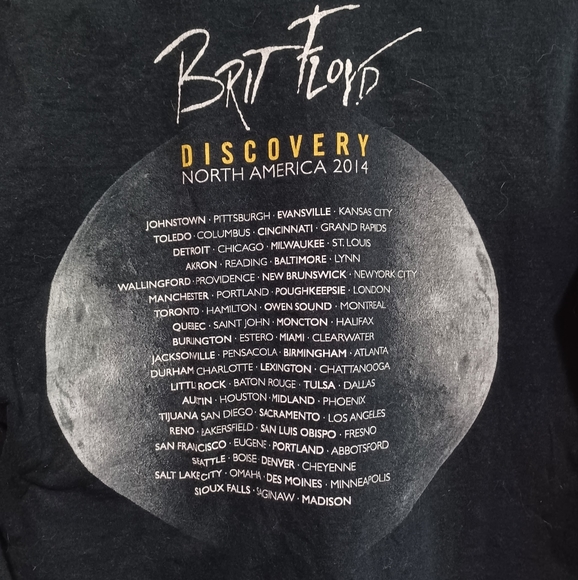 BRIT FLOYD
DISCOVERY
NORTH AMERICA 2014
JOHNSTOWN · PITTSBURGH · EVANSVILLE · KANSAS CITY
TOLEDO · COLUMBUS · CINCINNATI · GRAND RAPIDS
DETROIT · CHICAGO · MILWAUKEE · ST. LOUIS
AKRON · READING · BALTIMORE · LYNN
WALLINGFORD · PROVIDENCE · NEW BRUNSWICK · NEW YORK CITY
MANCHESTER · PORTLAND · POUGHKEEPSIE · LONDON
TORONTO · HAMILTON · OWEN SOUND · MONTREAL
QUEBEC · SAINT JOHN · MONCTON · HALIFAX
BURLINGTON · ESTERO · MIAMI · CLEARWATER
JACKSONVILLE · PENSACOLA · BIRMINGHAM · ATLANTA
DURHAM CHARLOTTE · LEXINGTON · CHATTANOOGA
LITTLE ROCK · BATON ROUGE · TULSA · DALLAS
AUSTIN · HOUSTON · MIDLAND · PHOENIX
TIJUANA SAN DIEGO · SACRAMENTO · LOS ANGELES
RENO · BAKERSFIELD · SAN LUIS OBISPO · FRESNO
SAN FRANCISCO · EUGENE · PORTLAND · ABBOTSFORD
SEATTLE · BOISE DENVER · CHEYENNE
SALT LAKE CITY · OMAHA · DES MOINES · MINNEAPOLIS
SIOUX FALLS · SAGINAW · MADISON